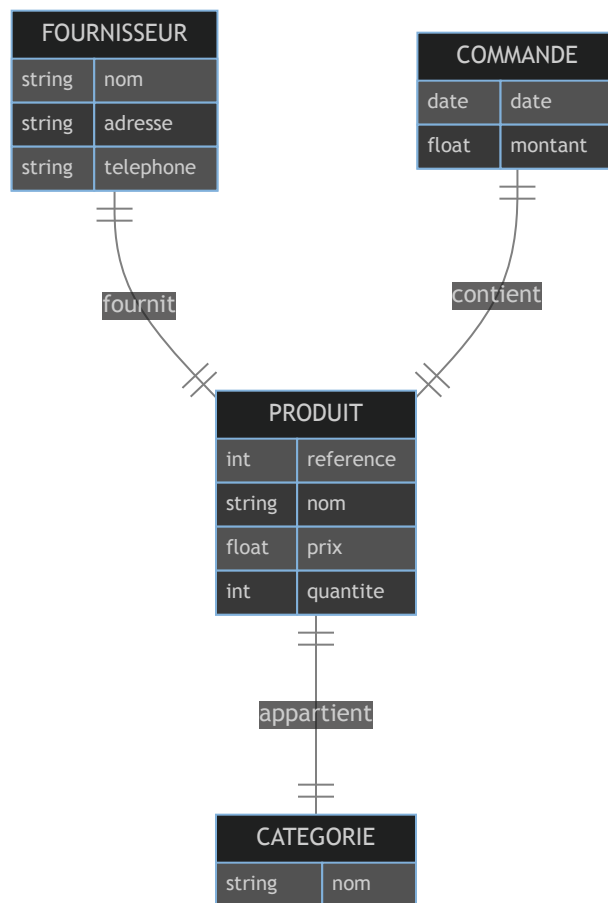 FOURNISSEUR
string nom
string adresse
string telephone
COMMANDE
date date
float montant
fournit
contient
PRODUIT
int reference
string nom
float prix
int quantite
appartient
CATEGORIE
string nom